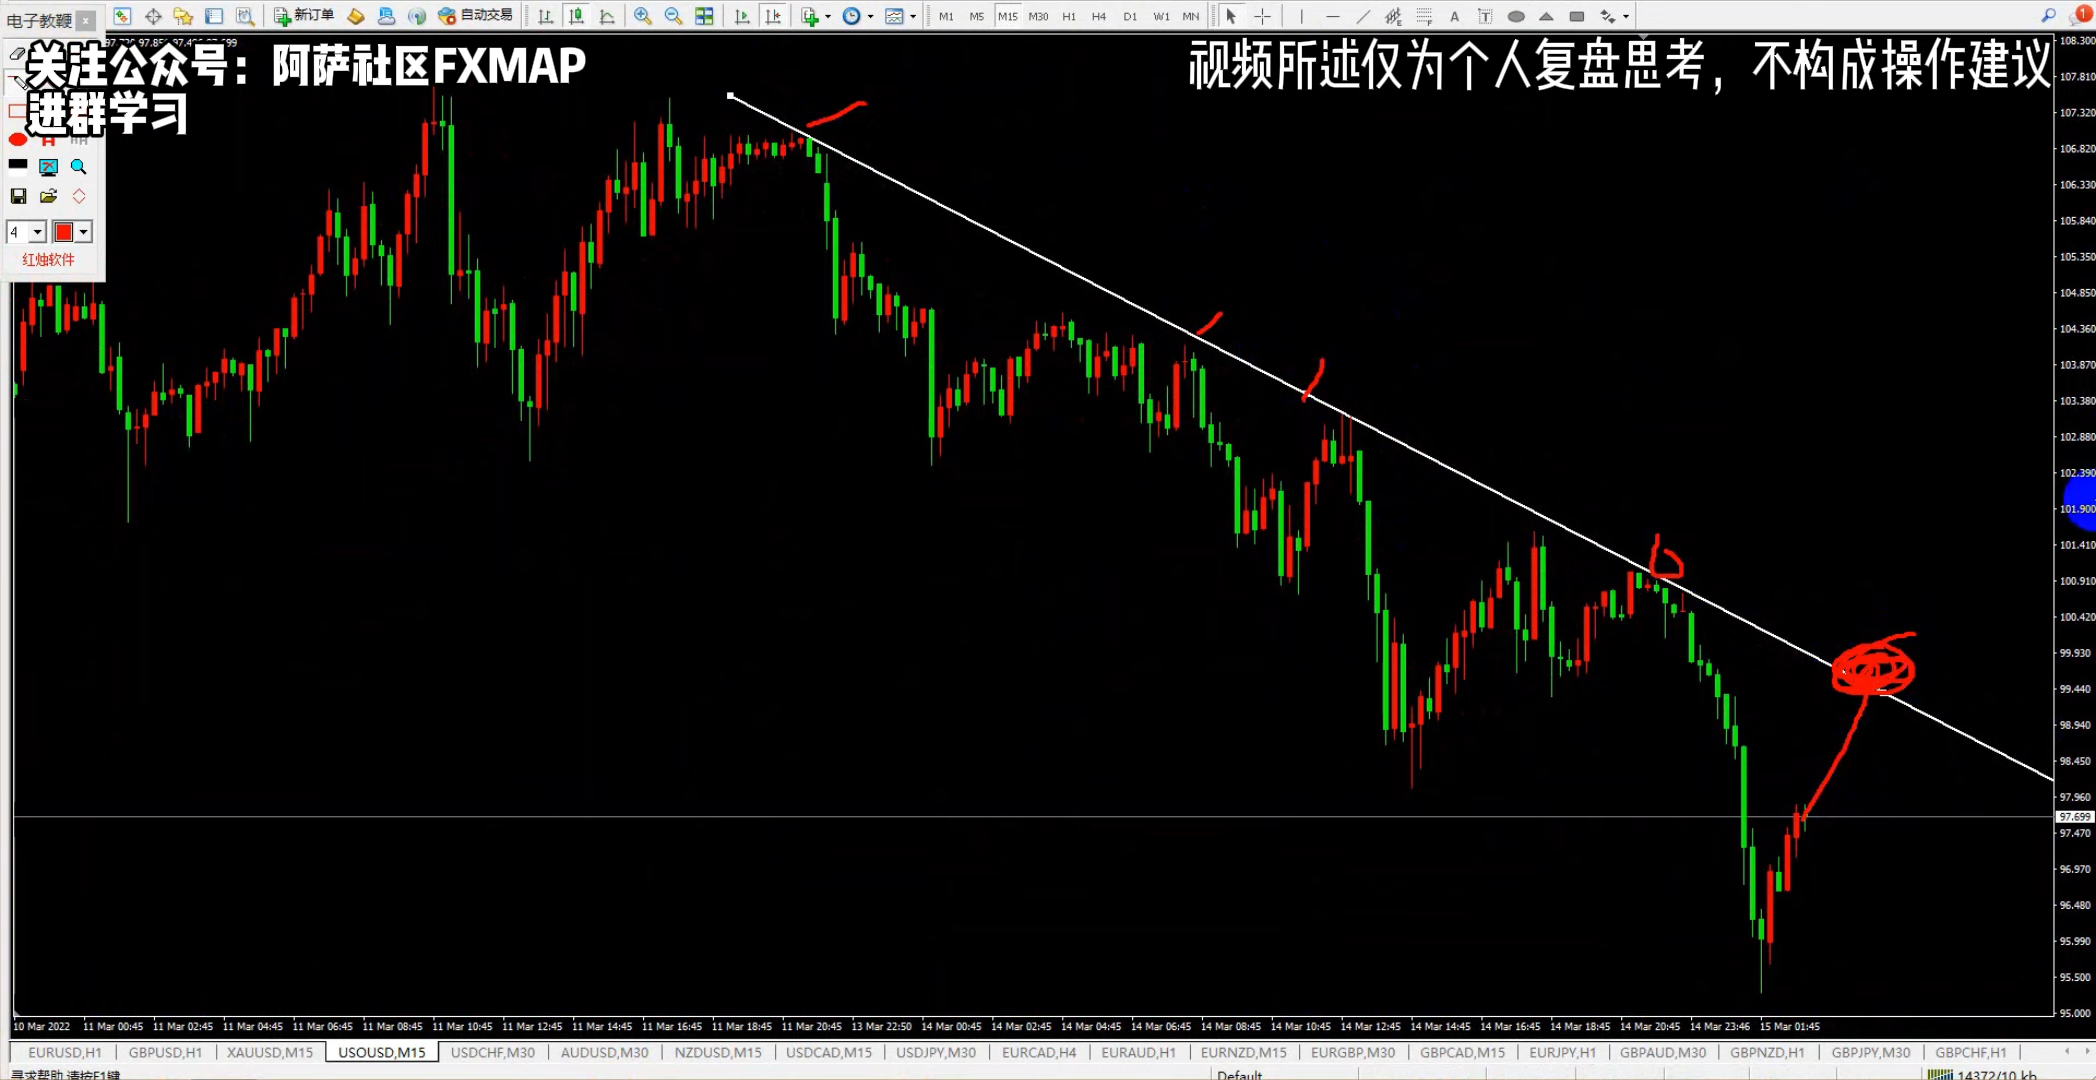 电子教鞭 x
新订单
自动交易
M1 M5 M15 M30 H1 H4 D1 W1 MN
1
关注公众号：阿萨社区FXMAP
进群学习
视频所述仅为个人复盘思考，不构成操作建议
4
红烛软件
108.300
107.810
107.320
106.820
106.330
105.840
105.350
104.850
104.360
103.870
103.380
102.880
102.390
101.900
101.410
100.910
100.420
99.930
99.440
98.940
98.450
97.960
97.699
97.470
96.970
96.480
95.990
95.500
95.000
10 Mar 2022 11 Mar 00:45 11 Mar 02:45 11 Mar 04:45 11 Mar 06:45 11 Mar 08:45 11 Mar 10:45 11 Mar 12:45 11 Mar 14:45 11 Mar 16:45 11 Mar 18:45 11 Mar 20:45 13 Mar 22:50 14 Mar 00:45 14 Mar 02:45 14 Mar 04:45 14 Mar 06:45 14 Mar 08:45 14 Mar 10:45 14 Mar 12:45 14 Mar 14:45 14 Mar 16:45 14 Mar 18:45 14 Mar 20:45 14 Mar 23:46 15 Mar 01:45
EURUSD,H1 GBPUSD,H1 XAUUSD,M15 USOUSD,M15 USDCHF,M30 AUDUSD,M30 NZDUSD,M15 USDCAD,M15 USDJPY,M30 EURCAD,H4 EURAUD,H1 EURNZD,M15 EURGBP,M30 GBPCAD,M15 EURJPY,H1 GBPAUD,M30 GBPNZD,H1 GBPJPY,M30 GBPCHF,H1
寻求帮助,请按F1键 Default 14372/10 kb